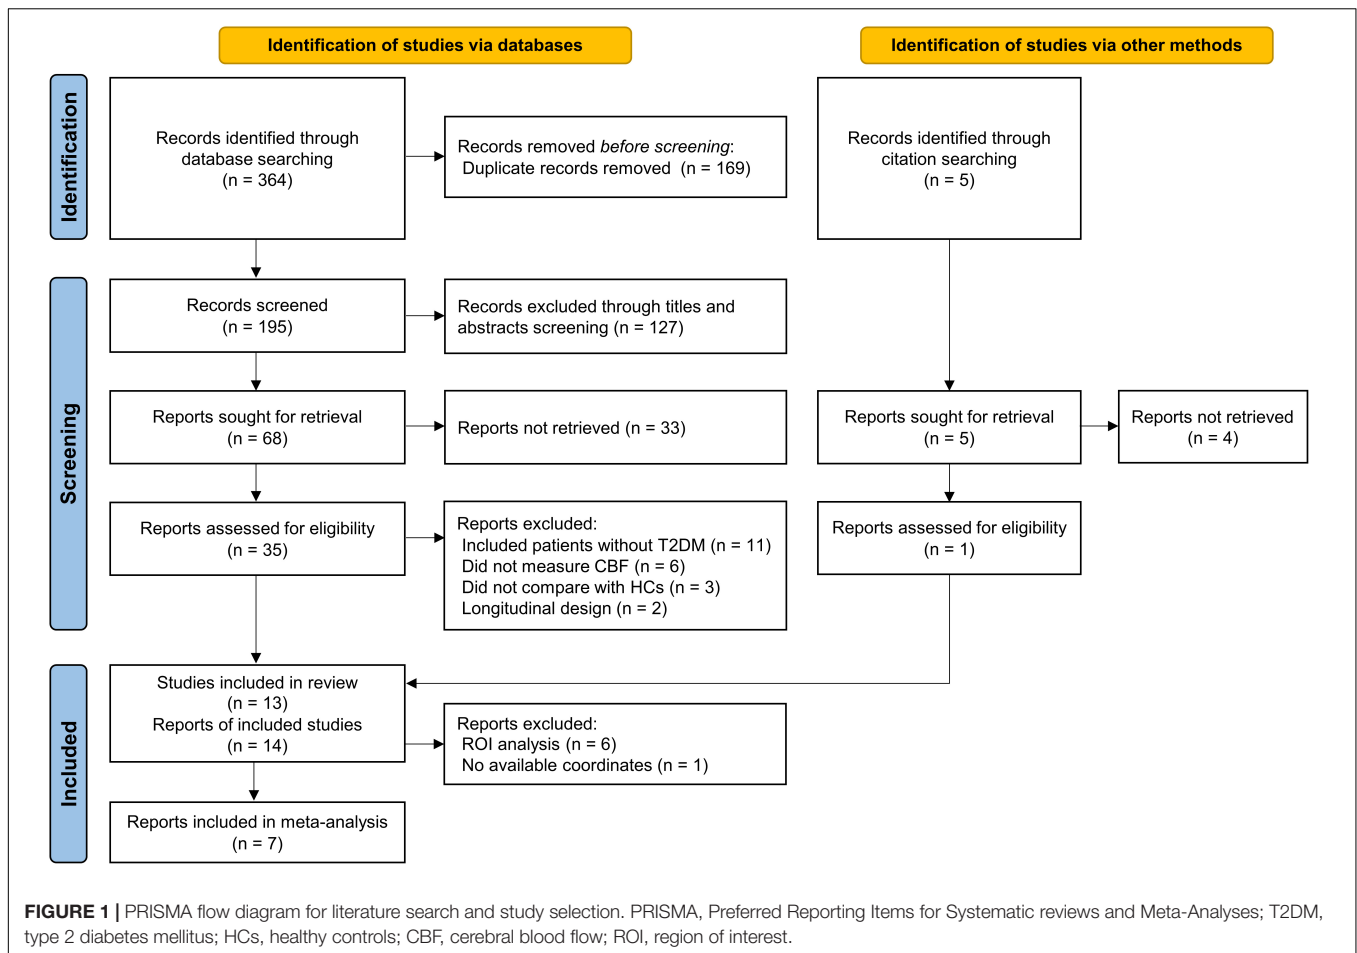 Identification of studies via databases
Identification of studies via other methods
Identification
Records identified through
database searching
(n = 364)
Records removed before screening:
Duplicate records removed (n = 169)
Records identified through
citation searching
(n = 5)
Screening
Records screened
(n = 195)
Records excluded through titles and
abstracts screening (n = 127)
Reports sought for retrieval
(n = 68)
Reports not retrieved (n = 33)
Reports sought for retrieval
(n = 5)
Reports not retrieved
(n = 4)
Reports assessed for eligibility
(n = 35)
Reports excluded:
Included patients without T2DM (n = 11)
Did not measure CBF (n = 6)
Did not compare with HCs (n = 3)
Longitudinal design (n = 2)
Reports assessed for eligibility
(n = 1)
Included
Studies included in review
(n = 13)
Reports of included studies
(n = 14)
Reports excluded:
ROI analysis (n = 6)
No available coordinates (n = 1)
Reports included in meta-analysis
(n = 7)
FIGURE 1 | PRISMA flow diagram for literature search and study selection. PRISMA, Preferred Reporting Items for Systematic reviews and Meta-Analyses; T2DM,
type 2 diabetes mellitus; HCs, healthy controls; CBF, cerebral blood flow; ROI, region of interest.